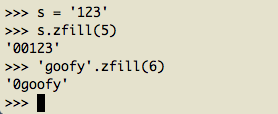 >>> s = '123'
>>> s.zfill(5)
'00123'
>>> 'goofy'.zfill(6)
'0goofy'
>>>